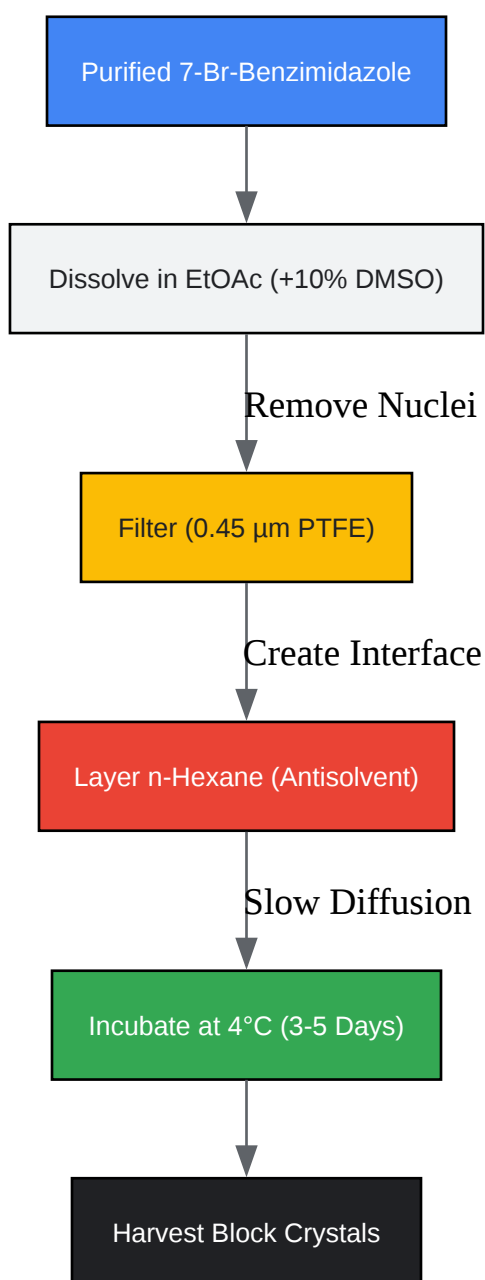 Purified 7-Br-Benzimidazole
Dissolve in EtOAc (+10% DMSO)
Remove Nuclei
Filter (0.45 µm PTFE)
Create Interface
Layer n-Hexane (Antisolvent)
Slow Diffusion
Incubate at 4°C (3-5 Days)
Harvest Block Crystals